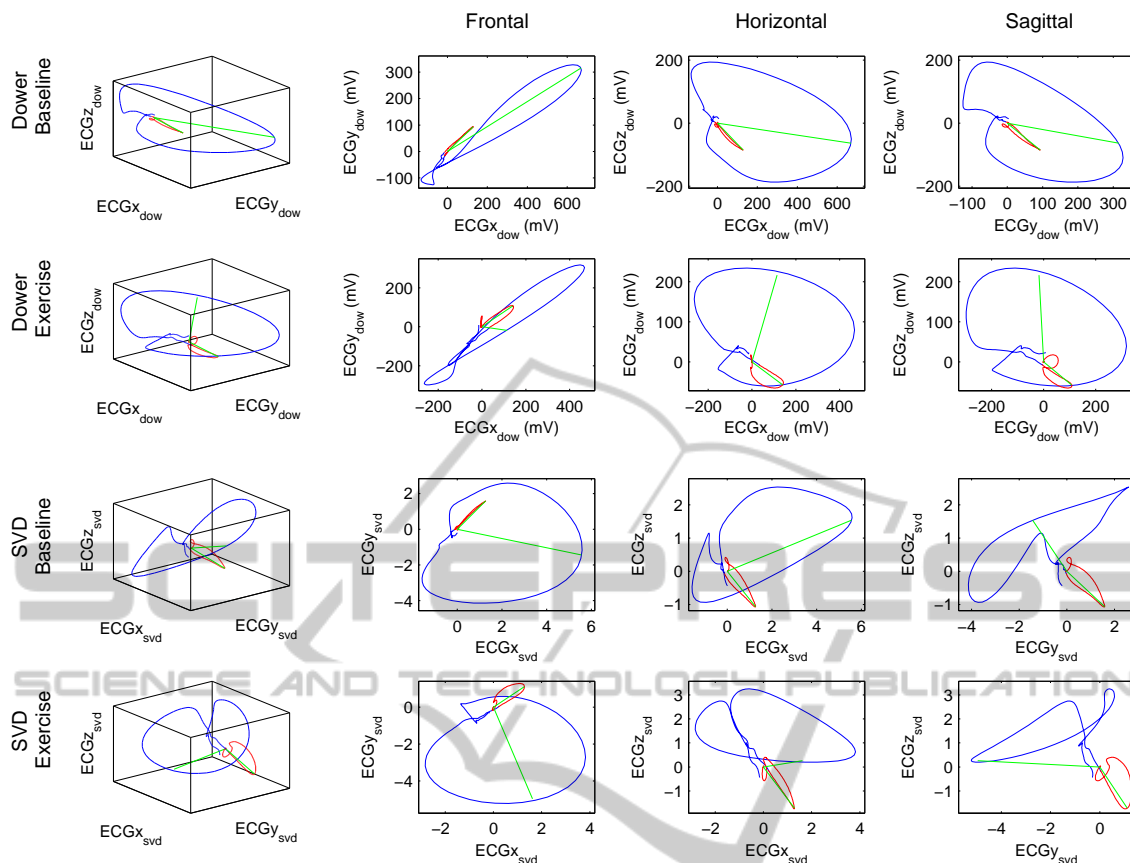 Frontal Horizontal Sagittal
Dower
Baseline
ECGz_dow
ECGx_dow
ECGy_dow
300
200
100
0
−100
ECGy_dow (mV)
0 200 400 600
ECGx_dow (mV)
200
0
−200
ECGz_dow (mV)
0 200 400 600
ECGx_dow (mV)
200
0
−200
ECGz_dow (mV)
−100 0 100 200 300
ECGy_dow (mV)
Dower
Exercise
ECGz_dow
ECGx_dow
ECGy_dow
200
0
−200
ECGy_dow (mV)
−200 0 200 400
ECGx_dow (mV)
200
100
0
ECGz_dow (mV)
−200 0 200 400
ECGx_dow (mV)
200
100
0
ECGz_dow (mV)
−200 0 200
ECGy_dow (mV)
SVD
Baseline
ECGz_svd
ECGx_svd
ECGy_svd
2
0
−2
−4
ECGy_svd
0 2 4 6
ECGx_svd
2
1
0
−1
ECGz_svd
0 2 4 6
ECGx_svd
2
1
0
−1
ECGz_svd
−4 −2 0 2
ECGy_svd
SCITEPRESS
SCIENCE AND TECHNOLOGY PUBLICATIONS
SVD
Exercise
ECGz_svd
ECGx_svd
ECGy_svd
0
−2
−4
ECGy_svd
−2 0 2 4
ECGx_svd
3
2
1
0
−1
ECGz_svd
−2 0 2 4
ECGx_svd
3
2
1
0
−1
ECGz_svd
−4 −2 0
ECGy_svd